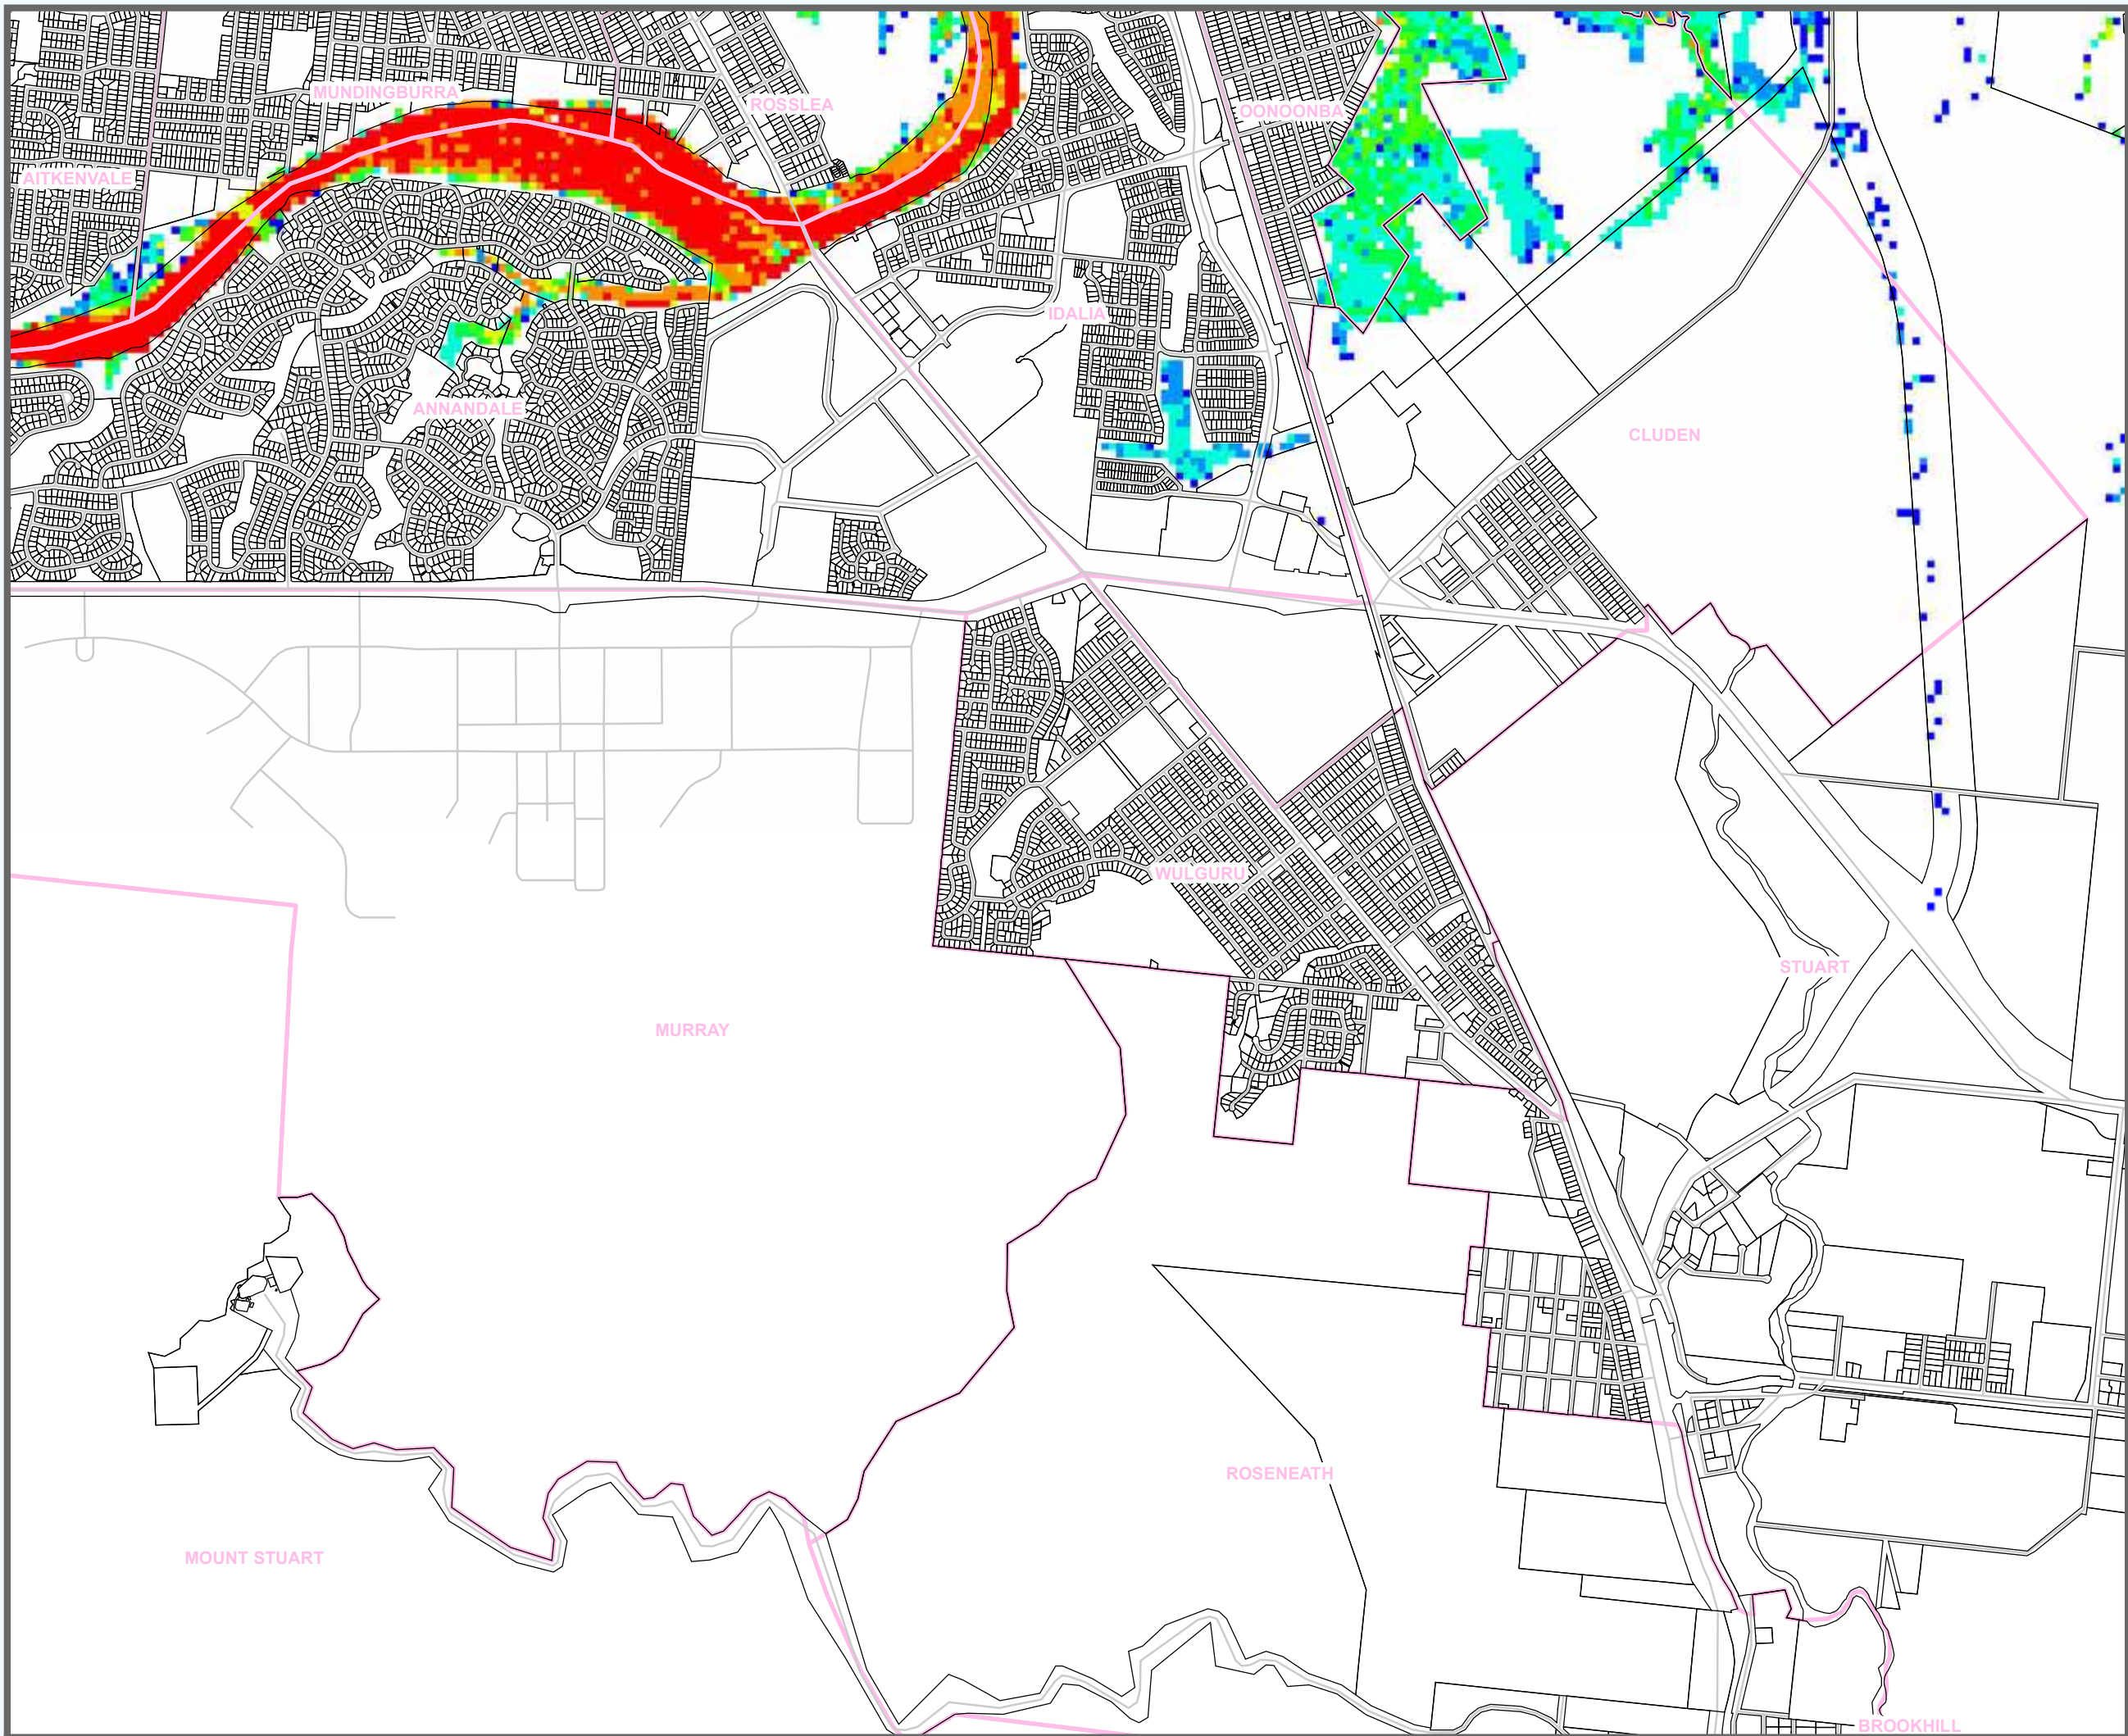 MUNDINGBURRA
ROSSLEA
OONOONBA
AITKENVALE
IDALIA
ANNANDALE
CLUDEN
WULGURU
STUART
MURRAY
ROSENEATH
MOUNT STUART
BROOKHILL